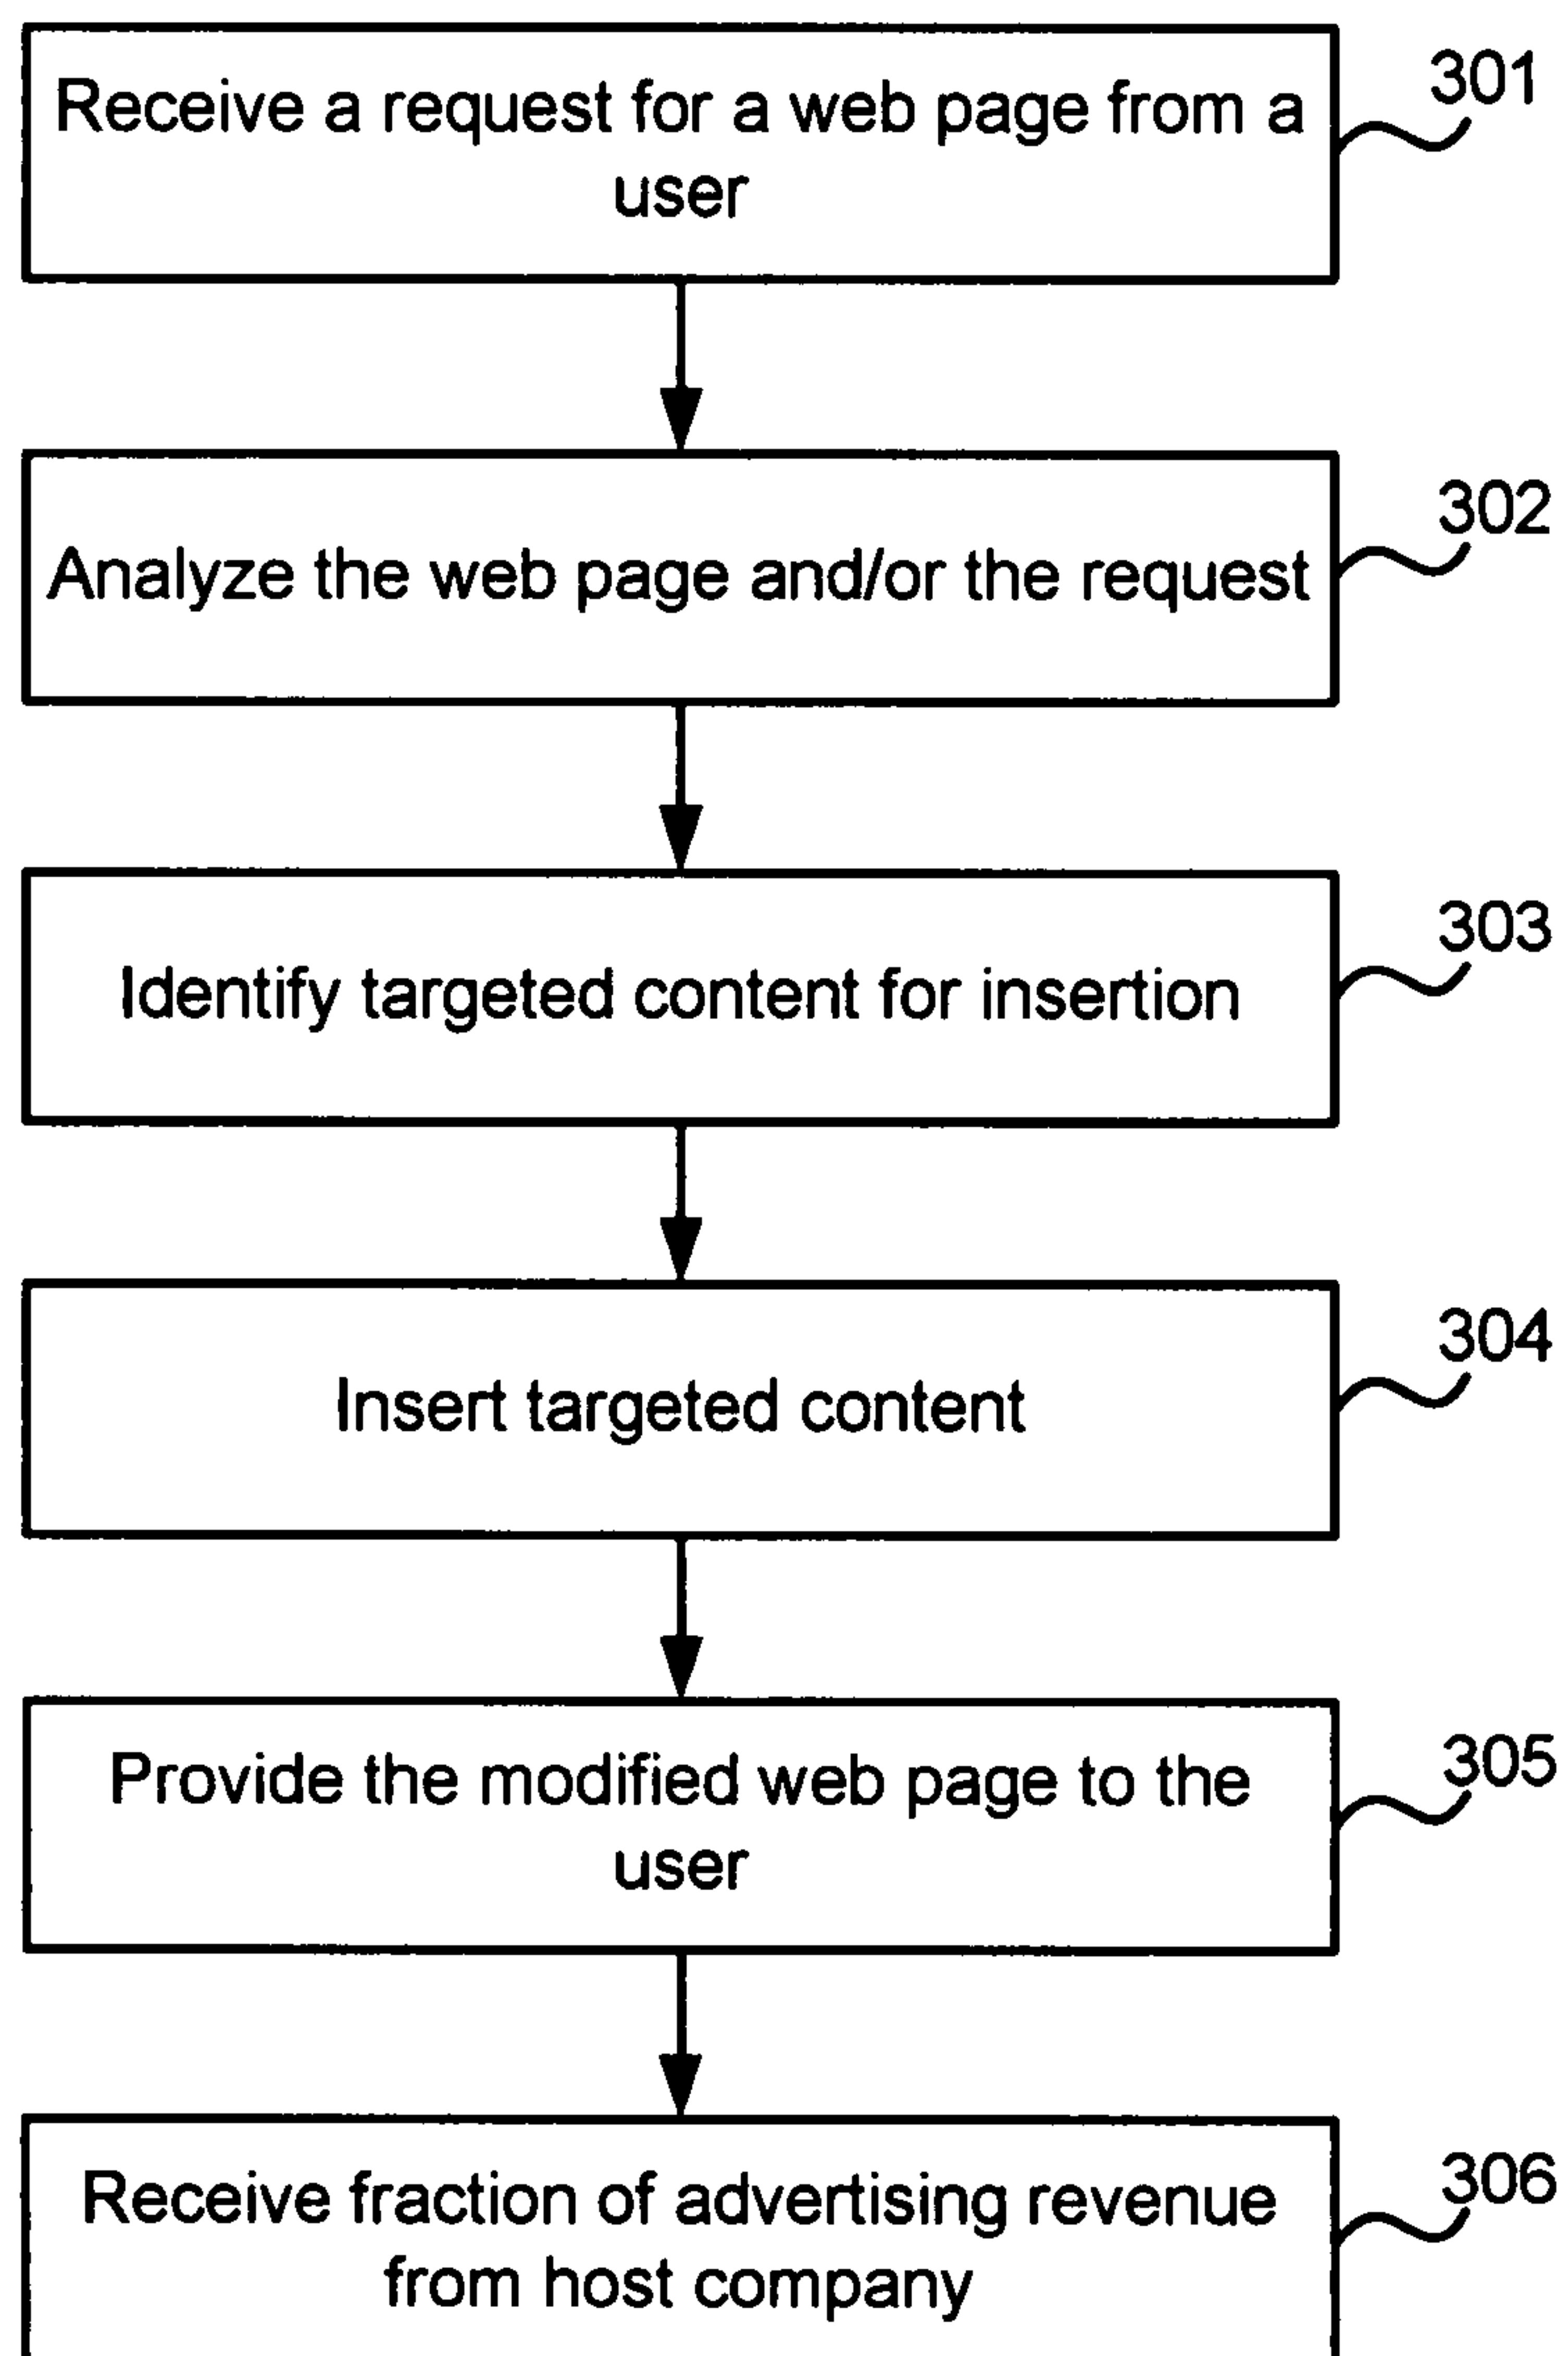 Receive a request for a web page from a
user
301
Analyze the web page and/or the request
302
Identify targeted content for insertion
303
Insert targeted content
304
Provide the modified web page to the
user
305
Receive fraction of advertising revenue
from host company
306